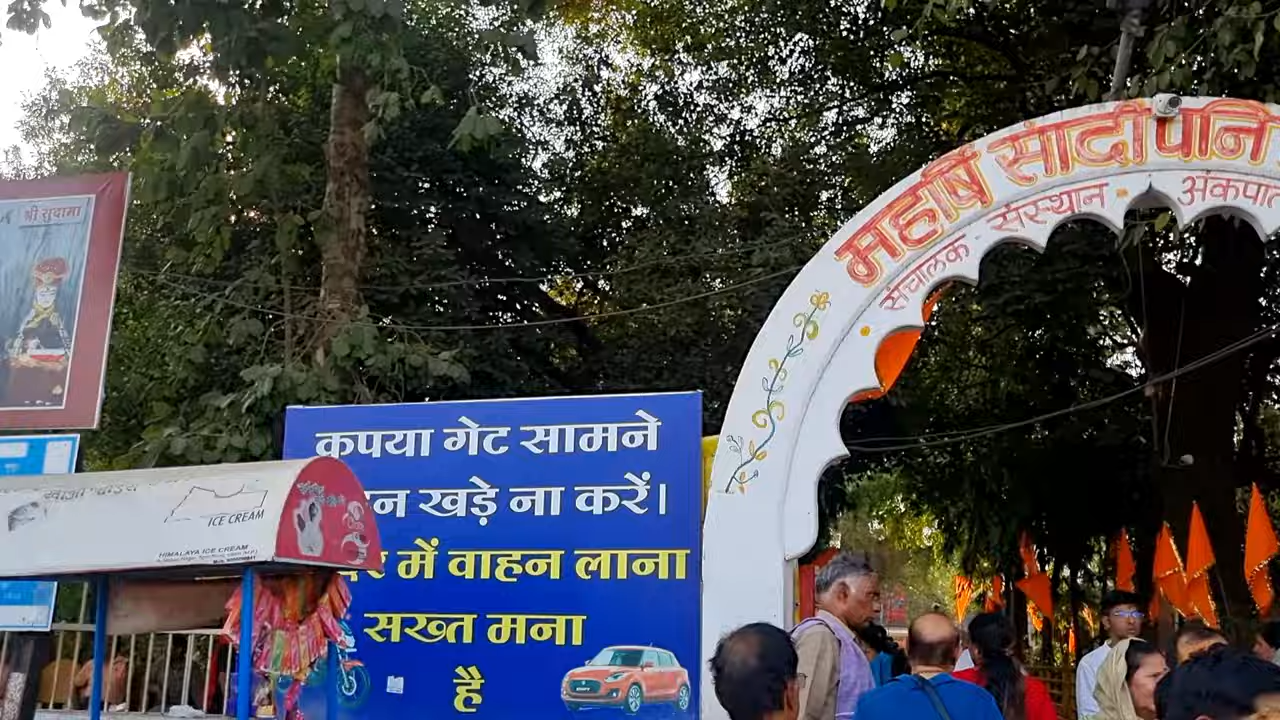 श्री सुदामा
महर्षि सांदीपनि
संचालक संस्थान अंकपात
कृपया गेट सामने
खड़े ना करें।
में वाहन लाना
सख्त मना
है
ICE CREAM
HIMALAYA ICE CREAM